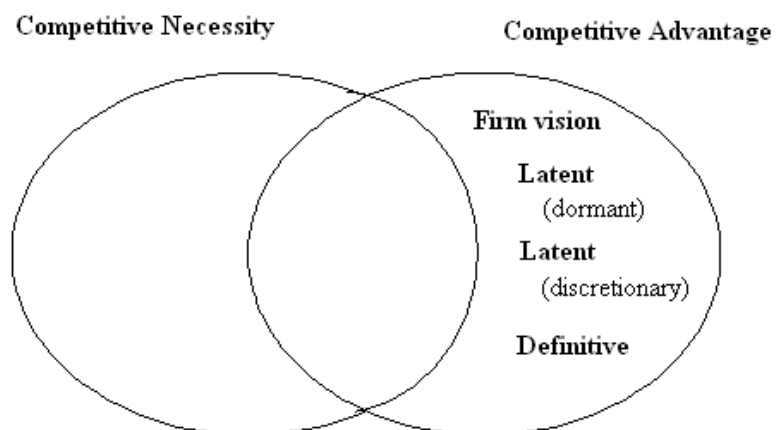 Competitive Necessity
Competitive Advantage
Firm vision
Latent
(dormant)
Latent
(discretionary)
Definitive